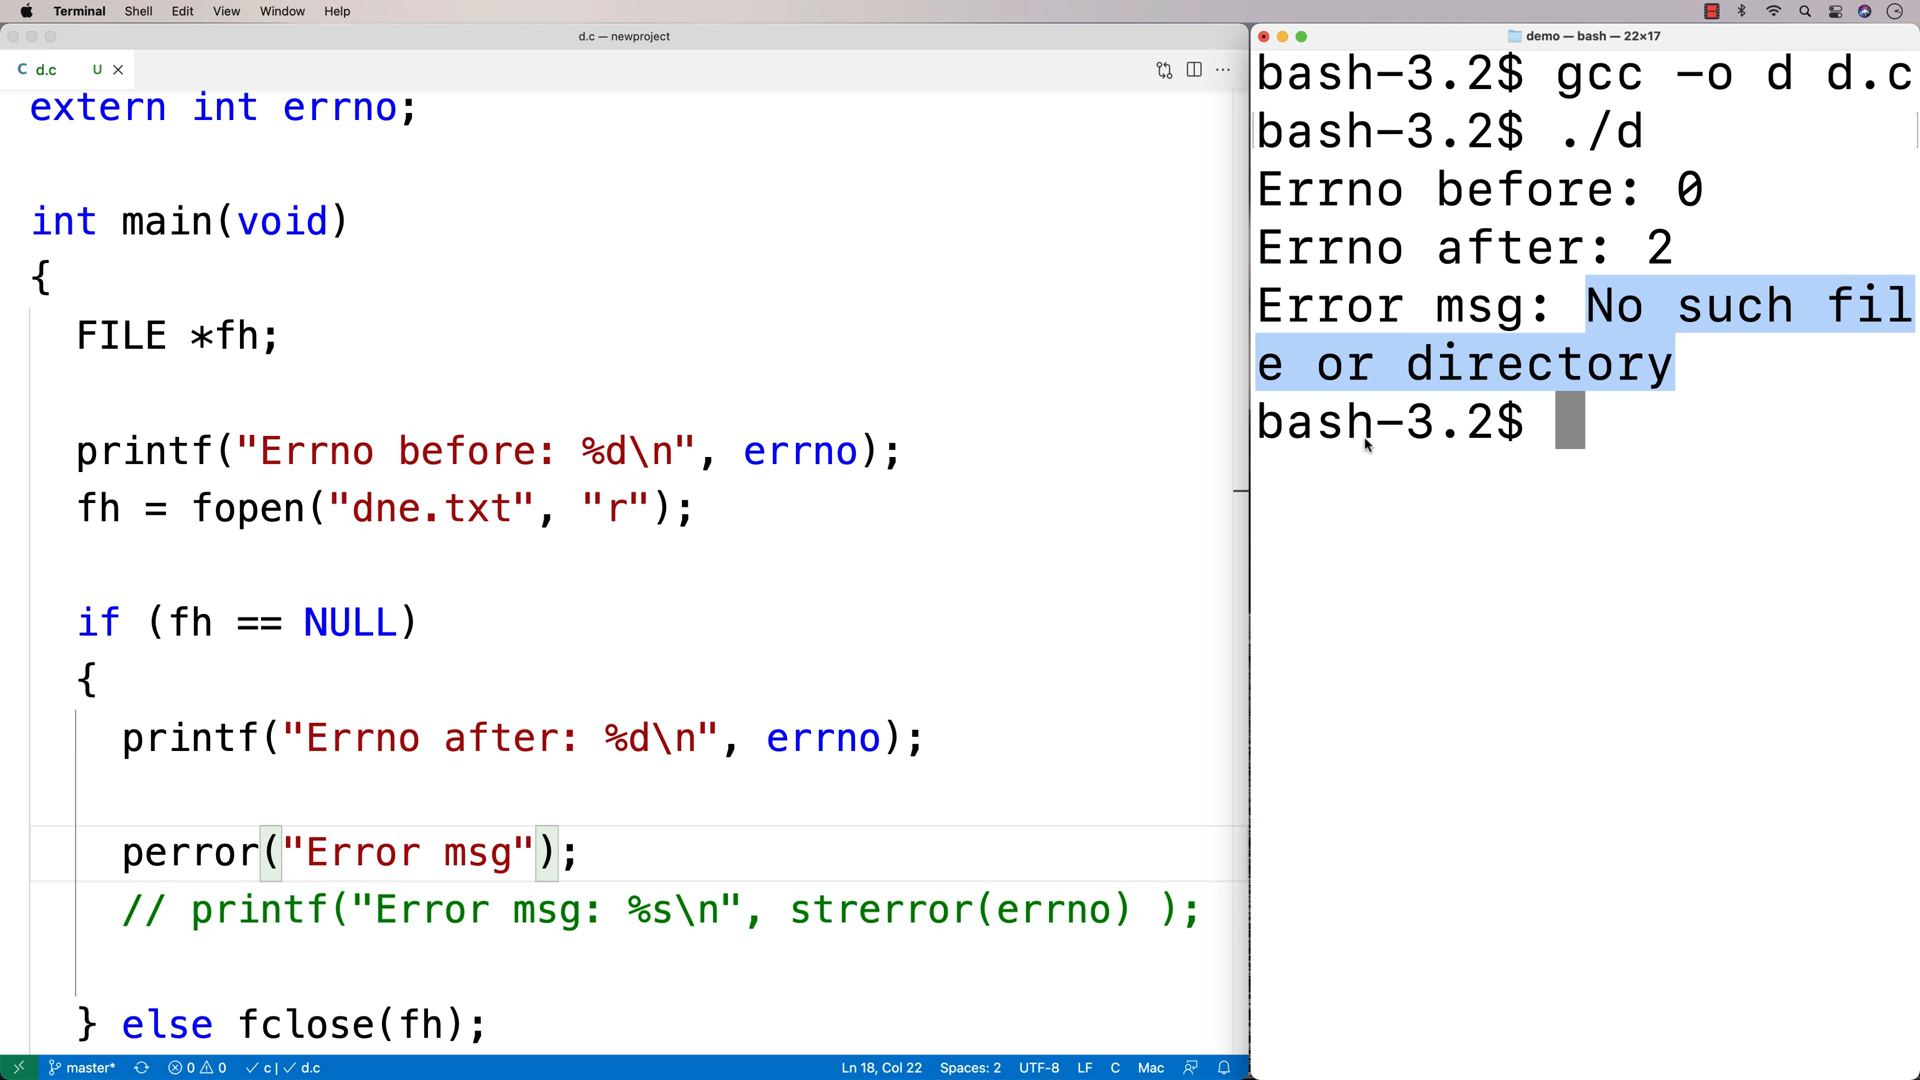 Terminal Shell Edit View Window Help
d.c — newproject
C d.c U
extern int errno;
int main(void)
{
FILE *fh;
printf("Errno before: %d\n", errno);
fh = fopen("dne.txt", "r");
if (fh == NULL)
{
printf("Errno after: %d\n", errno);
perror("Error msg");
// printf("Error msg: %s\n", strerror(errno) );
} else fclose(fh);
master* 0 0 c | d.c Ln 18, Col 22 Spaces: 2 UTF-8 LF C Mac
demo — bash — 22×17
bash-3.2$ gcc -o d d.c
bash-3.2$ ./d
Errno before: 0
Errno after: 2
Error msg: No such fil
e or directory
bash-3.2$